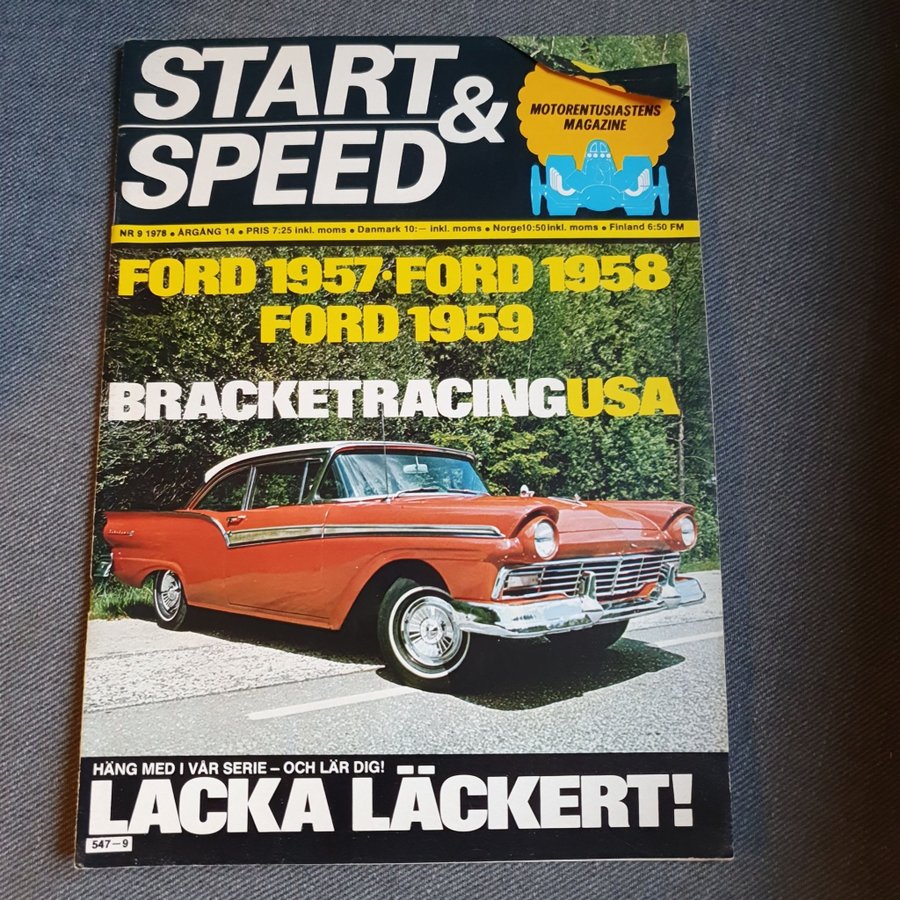 START
& SPEED
MOTORENTUSIASTENS
MAGAZINE
NR 9 1978 • ÅRGÅNG 14 • PRIS 7:25 inkl. moms • Danmark 10:— inkl. moms • Norge10:50 inkl. moms • Finland 6:50 FM
FORD 1957·FORD 1958
FORD 1959
BRACKETRACINGUSA
HÄNG MED I VÅR SERIE – OCH LÄR DIG!
LACKA LÄCKERT!
547–9